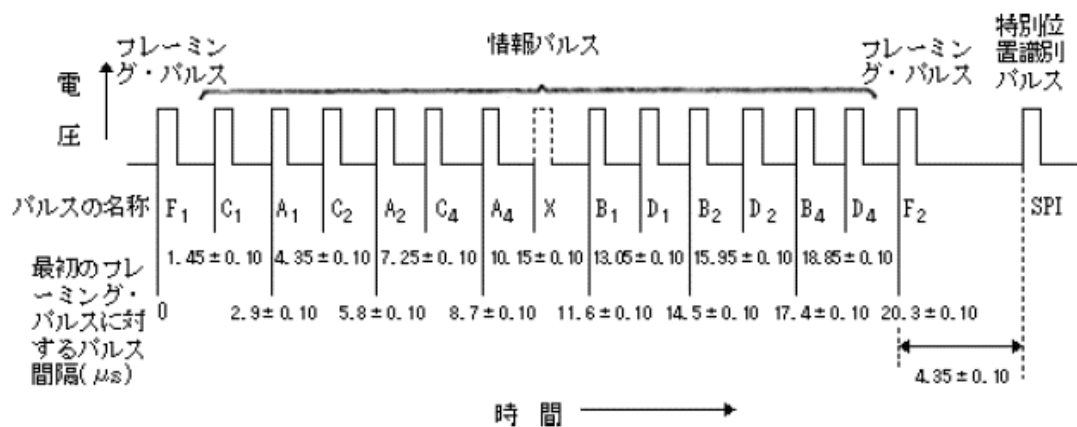 フレーミン
グ・パルス
情報パルス
フレーミン
グ・パルス
特別位
置識別
パルス
電
圧
パルスの名称
F1 C1 A1 C2 A2 C4 A4 X B1 D1 B2 D2 B4 D4 F2 SPI
1.45±0.10 4.35±0.10 7.25±0.10 10.15±0.10 13.05±0.10 15.95±0.10 18.85±0.10
最初のフレ
ーミング・
パルスに対
するパルス
間隔(μs)
0 2.9±0.10 5.8±0.10 8.7±0.10 11.6±0.10 14.5±0.10 17.4±0.10 20.3±0.10
4.35±0.10
時間